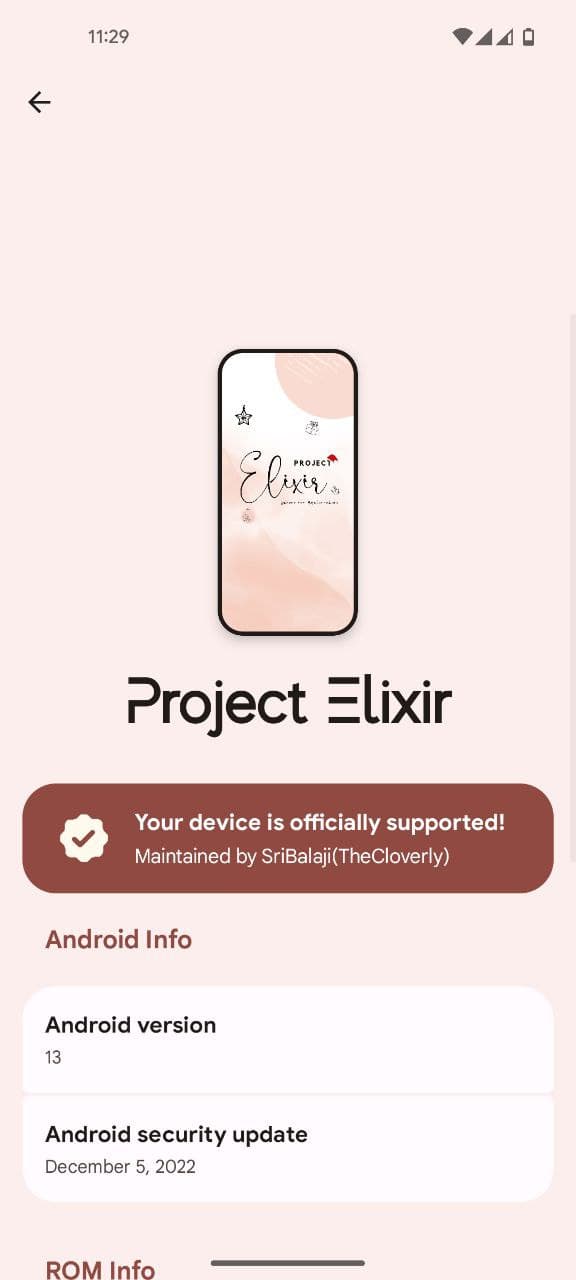 11:29
PROJECT
Elixir
Project Elixir
Your device is officially supported!
Maintained by SriBalaji(TheCloverly)
Android Info
Android version
13
Android security update
December 5, 2022
ROM Info